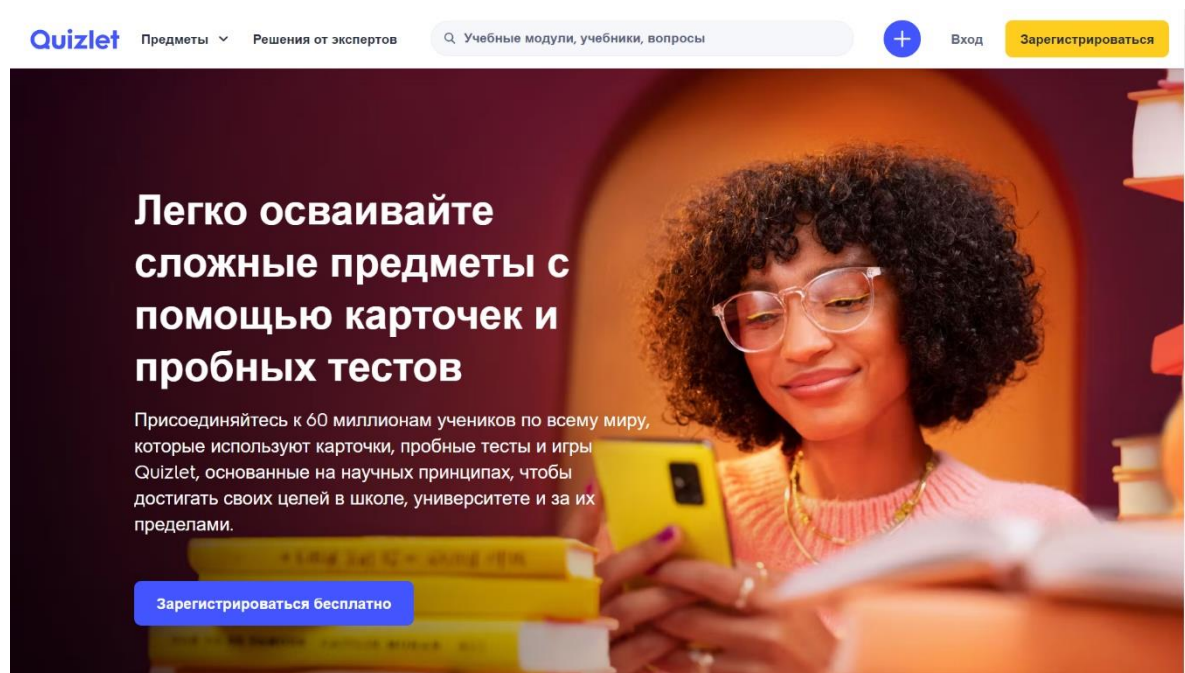 Quizlet Предметы Решения от экспертов Учебные модули, учебники, вопросы + Вход Зарегистрироваться
Легко осваивайте
сложные предметы с
помощью карточек и
пробных тестов
Присоединяйтесь к 60 миллионам учеников по всему миру,
которые используют карточки, пробные тесты и игры
Quizlet, основанные на научных принципах, чтобы
достигать своих целей в школе, университете и за их
пределами.
Зарегистрироваться бесплатно